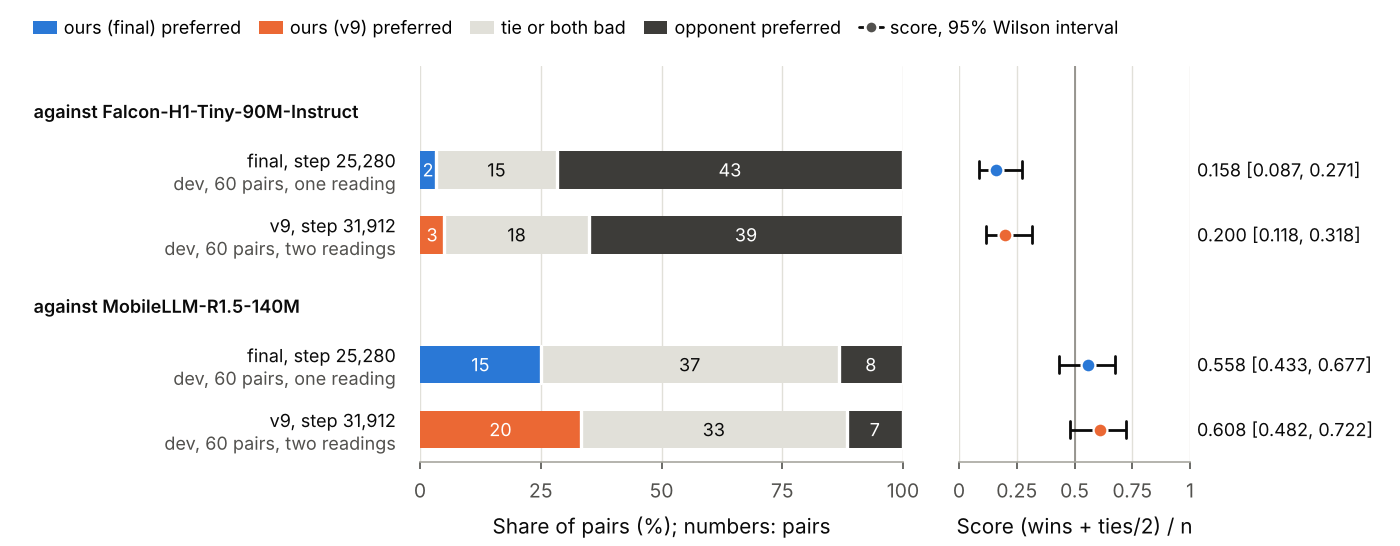 ours (final) preferred ours (v9) preferred tie or both bad opponent preferred score, 95% Wilson interval
against Falcon-H1-Tiny-90M-Instruct
final, step 25,280
dev, 60 pairs, one reading
2 15 43
0.158 [0.087, 0.271]
v9, step 31,912
dev, 60 pairs, two readings
3 18 39
0.200 [0.118, 0.318]
against MobileLLM-R1.5-140M
final, step 25,280
dev, 60 pairs, one reading
15 37 8
0.558 [0.433, 0.677]
v9, step 31,912
dev, 60 pairs, two readings
20 33 7
0.608 [0.482, 0.722]
0 25 50 75 100
0 0.25 0.5 0.75 1
Share of pairs (%); numbers: pairs
Score (wins + ties/2) / n